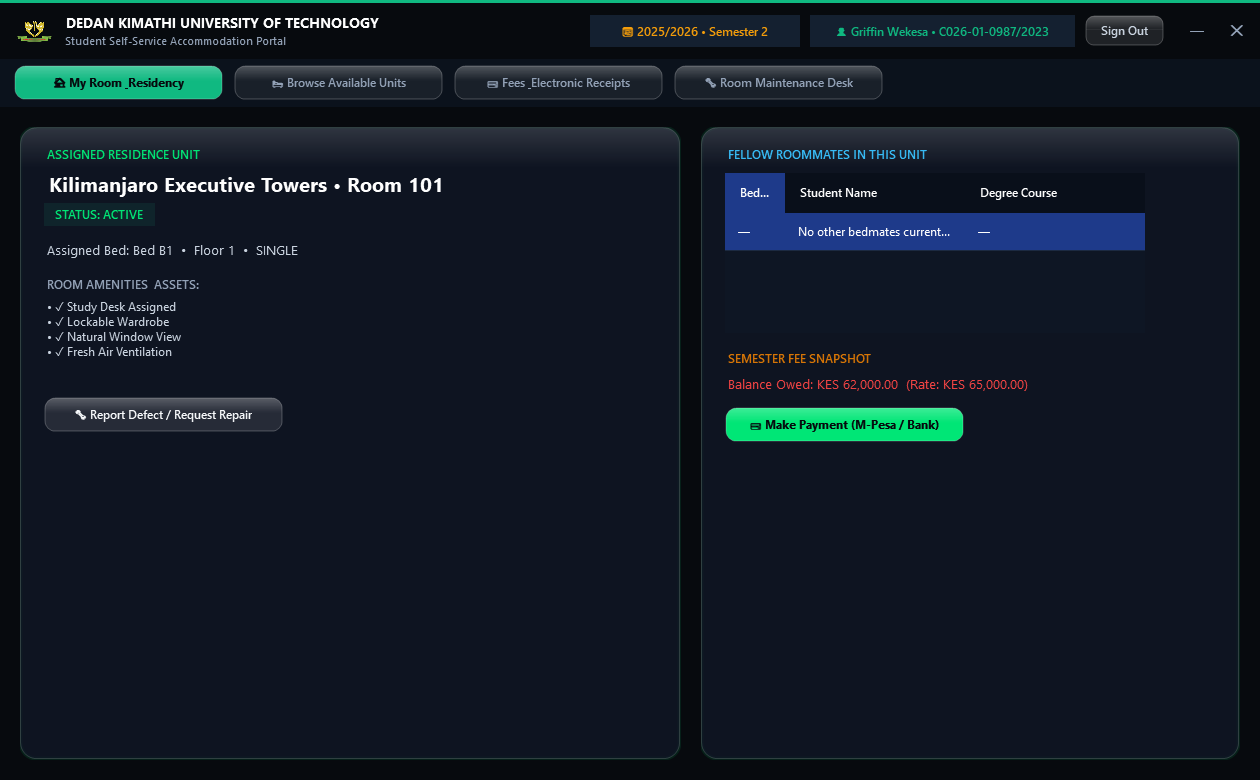 DEDAN KIMATHI UNIVERSITY OF TECHNOLOGY
Student Self-Service Accommodation Portal
2025/2026 • Semester 2
Griffin Wekesa • C026-01-0987/2023
Sign Out
My Room _Residency
Browse Available Units
Fees _Electronic Receipts
Room Maintenance Desk
ASSIGNED RESIDENCE UNIT
Kilimanjaro Executive Towers • Room 101
STATUS: ACTIVE
Assigned Bed: Bed B1 • Floor 1 • SINGLE
ROOM AMENITIES ASSETS:
• ✓ Study Desk Assigned
• ✓ Lockable Wardrobe
• ✓ Natural Window View
• ✓ Fresh Air Ventilation
Report Defect / Request Repair
FELLOW ROOMMATES IN THIS UNIT
Bed... Student Name Degree Course
— No other bedmates current... —
SEMESTER FEE SNAPSHOT
Balance Owed: KES 62,000.00 (Rate: KES 65,000.00)
Make Payment (M-Pesa / Bank)